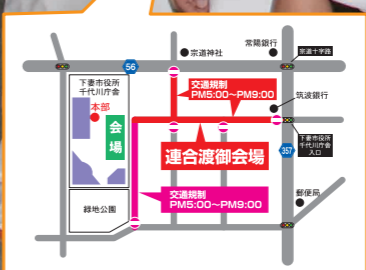 常陽銀行
宗道神社
宗道十字路
56
下妻市役所
千代川庁舎
本部
交通規制
PM5:00~PM9:00
筑波銀行
会場
連合渡御会場
下妻市役所
千代川庁舎
入口
357
交通規制
PM5:00~PM9:00
郵便局
緑地公園